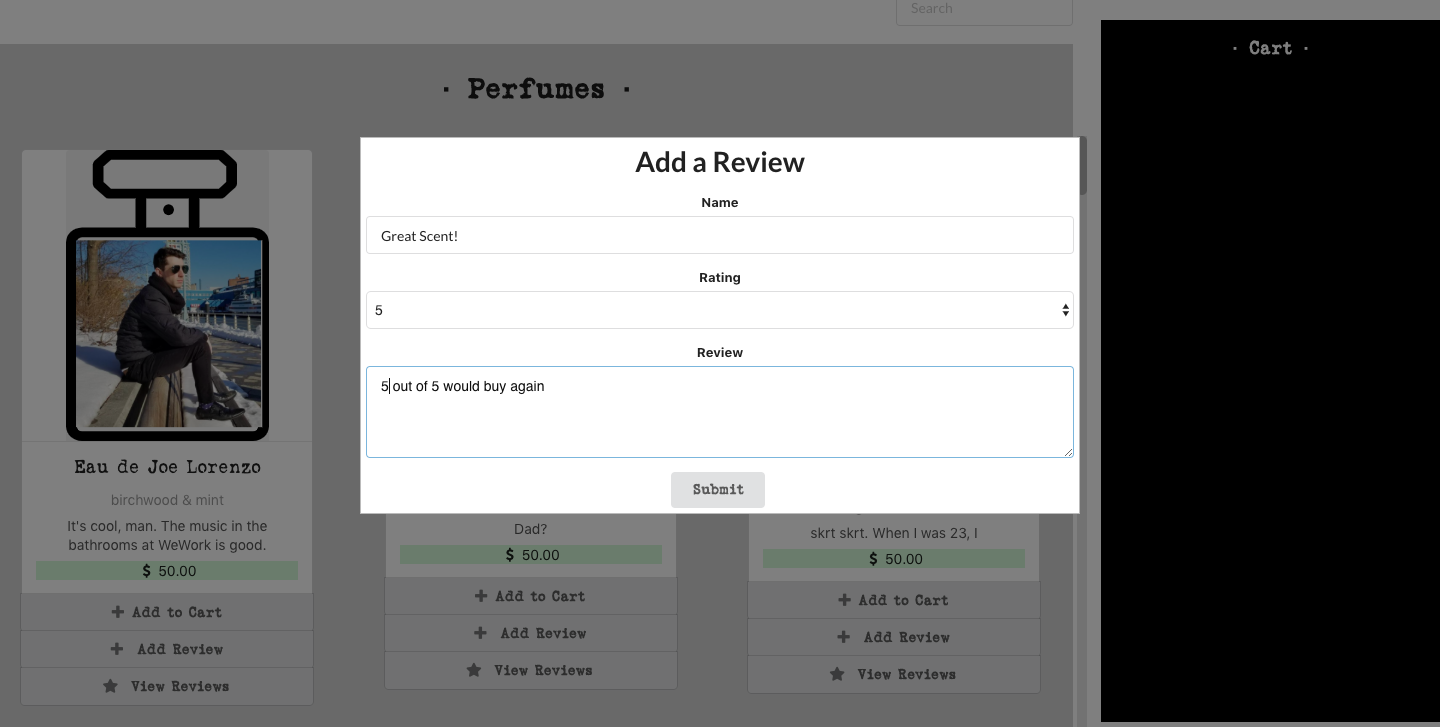 Search
· Cart ·
· Perfumes ·
Add a Review
Name
Great Scent!
Rating
5
Review
5 out of 5 would buy again
Submit
Eau de Joe Lorenzo
birchwood & mint
It's cool, man. The music in the
bathrooms at WeWork is good.
$ 50.00
Add to Cart
Add Review
View Reviews
Dad?
$ 50.00
Add to Cart
Add Review
View Reviews
skrt skrt. When I was 23, I
$ 50.00
Add to Cart
Add Review
View Reviews